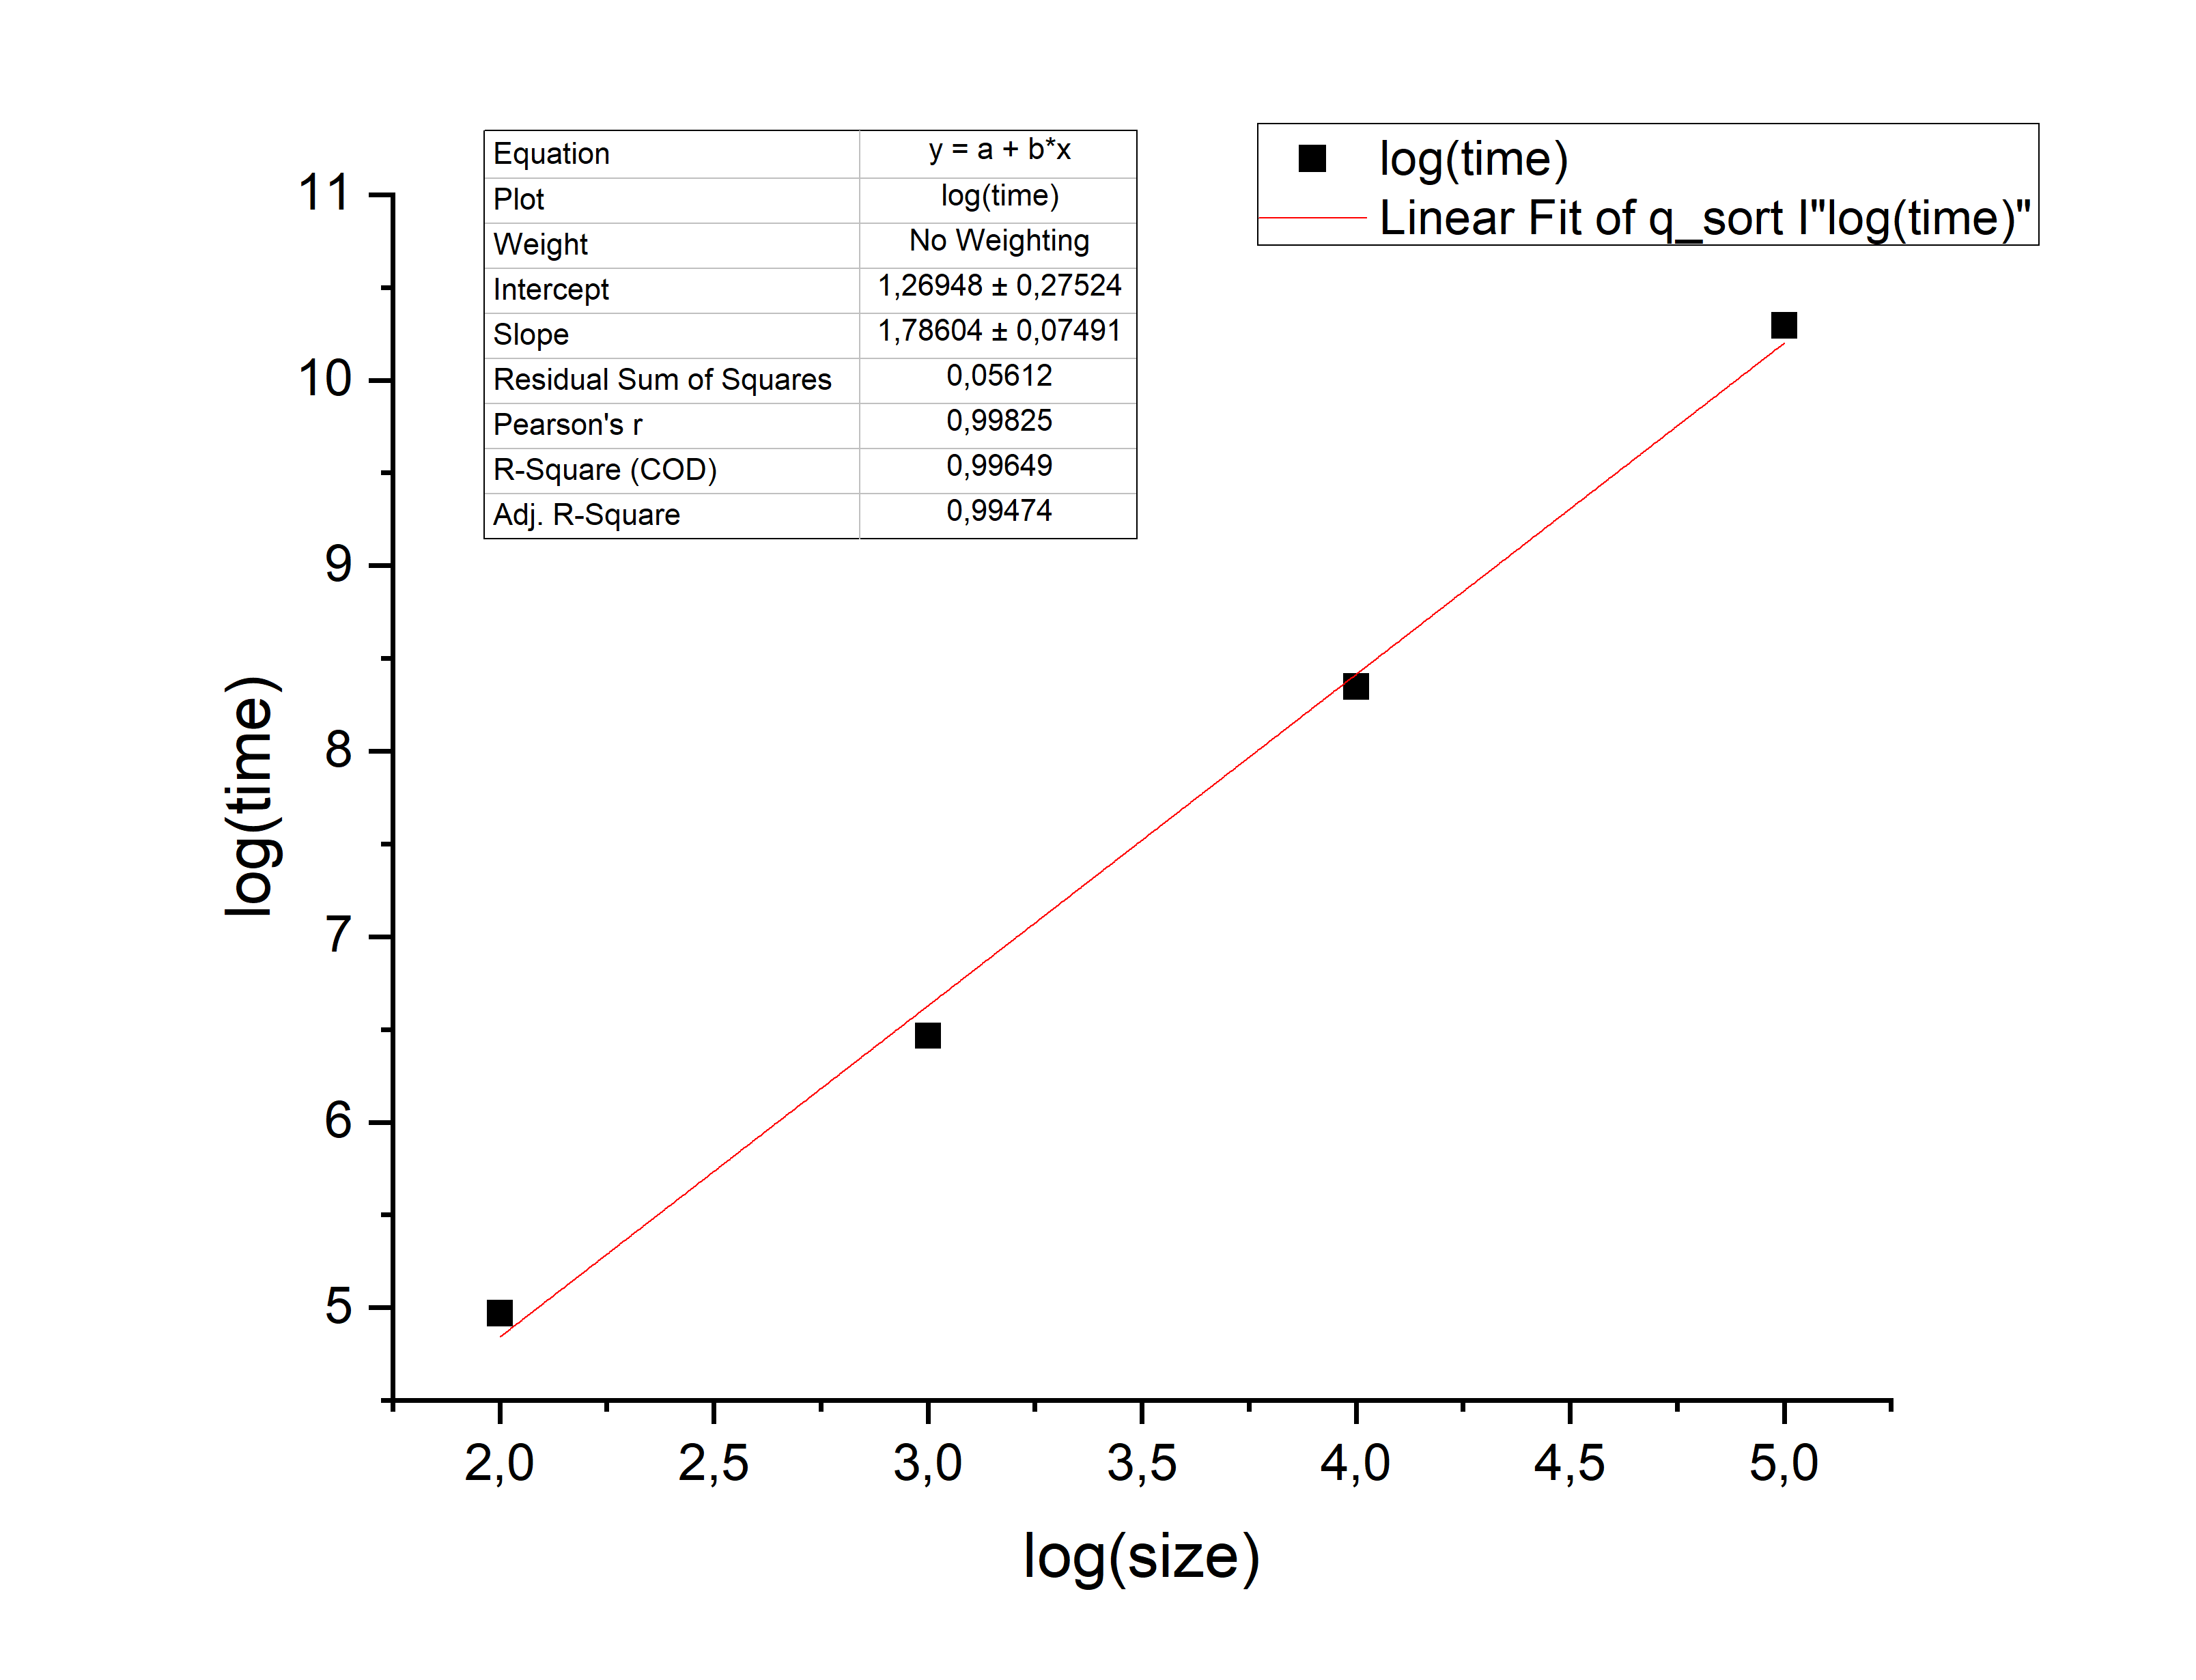 Equation y = a + b*x
Plot log(time)
Weight No Weighting
Intercept 1,26948 ± 0,27524
Slope 1,78604 ± 0,07491
Residual Sum of Squares 0,05612
Pearson's r 0,99825
R-Square (COD) 0,99649
Adj. R-Square 0,99474
log(time)
Linear Fit of q_sort l"log(time)"
11
10
9
8
7
6
5
log(time)
2,0 2,5 3,0 3,5 4,0 4,5 5,0
log(size)